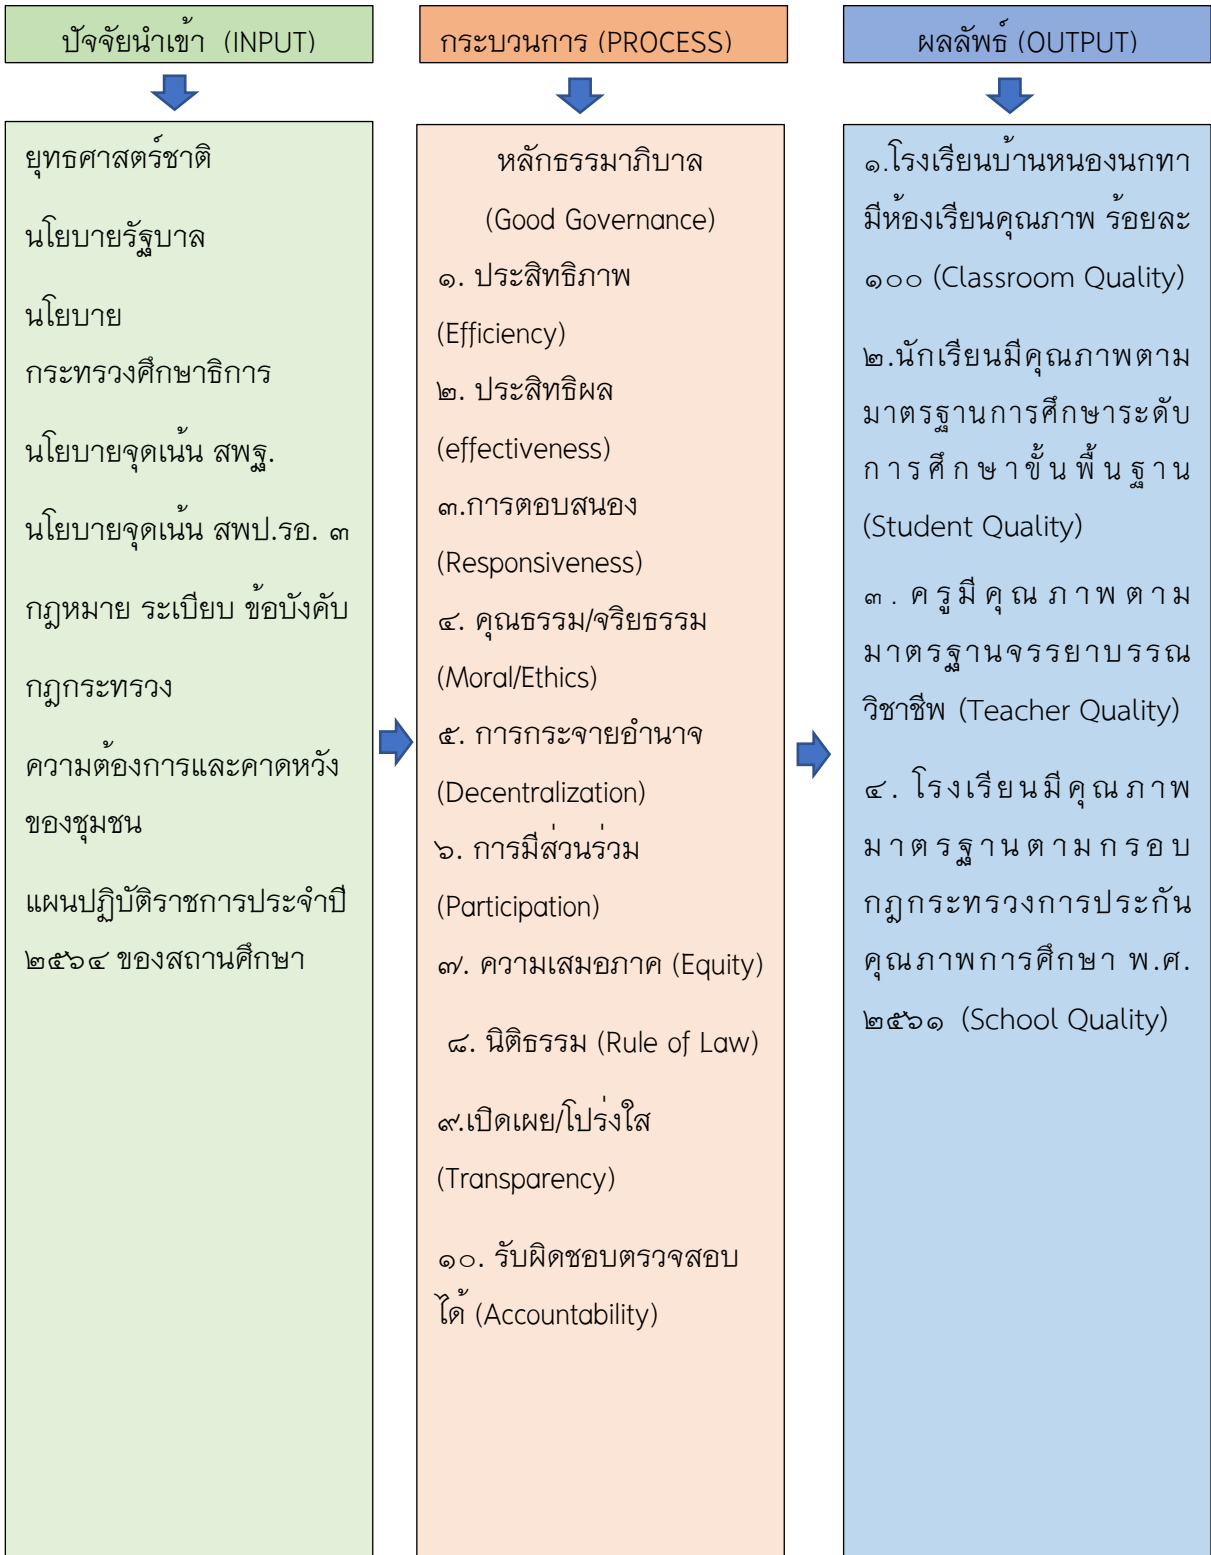 ปัจจัยนำเข้า (INPUT)
ยุทธศาสตร์ชาติ
นโยบายรัฐบาล
นโยบาย
กระทรวงศึกษาธิการ
นโยบายจุดเน้น สพฐ.
นโยบายจุดเน้น สพป.รอ. ๓
กฎหมาย ระเบียบ ข้อบังคับ
กฎกระทรวง
ความต้องการและคาดหวัง
ของชุมชน
แผนปฏิบัติราชการประจำปี
๒๕๖๔ ของสถานศึกษา
กระบวนการ (PROCESS)
หลักธรรมาภิบาล
(Good Governance)
๑. ประสิทธิภาพ
(Efficiency)
๒. ประสิทธิผล
(effectiveness)
๓.การตอบสนอง
(Responsiveness)
๔. คุณธรรม/จริยธรรม
(Moral/Ethics)
๕. การกระจายอำนาจ
(Decentralization)
๖. การมีส่วนร่วม
(Participation)
๗. ความเสมอภาค (Equity)
๘. นิติธรรม (Rule of Law)
๙.เปิดเผย/โปร่งใส
(Transparency)
๑๐. รับผิดชอบตรวจสอบ
ได้ (Accountability)
ผลลัพธ์ (OUTPUT)
๑.โรงเรียนบ้านหนองนกทา
มีห้องเรียนคุณภาพ ร้อยละ
๑๐๐ (Classroom Quality)
๒.นักเรียนมีคุณภาพตาม
มาตรฐานการศึกษาระดับ
การศึกษาขั้นพื้นฐาน
(Student Quality)
๓. ครูมีคุณภาพตาม
มาตรฐานจรรยาบรรณ
วิชาชีพ (Teacher Quality)
๔. โรงเรียนมีคุณภาพ
มาตรฐานตามกรอบ
กฎกระทรวงการประกัน
คุณภาพการศึกษา พ.ศ.
๒๕๖๑ (School Quality)